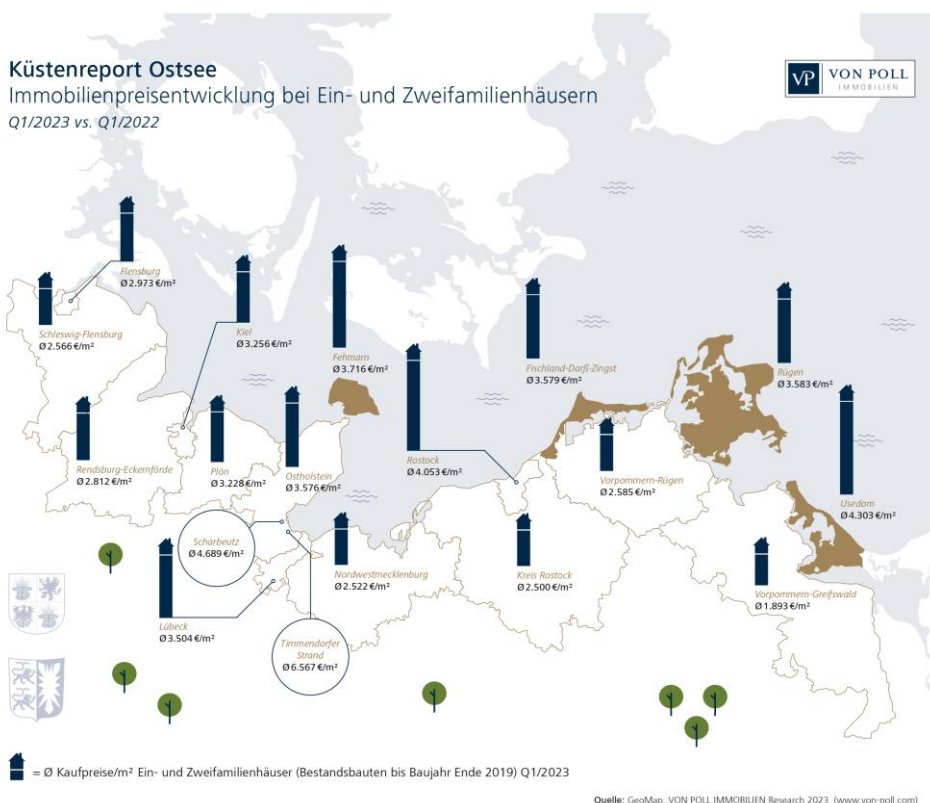 Küstenreport Ostsee
Immobilienpreisentwicklung bei Ein- und Zweifamilienhäusern
Q1/2023 vs. Q1/2022
VP VON POLL
IMMOBILIEN
Flensburg
Ø 2.973 €/m²
Schleswig-Flensburg
Ø 2.566 €/m²
Kiel
Ø 3.256 €/m²
Fehmarn
Ø 3.716 €/m²
Fischland-Darß-Zingst
Ø 3.579 €/m²
Rügen
Ø 3.583 €/m²
Rendsburg-Eckernförde
Ø 2.812 €/m²
Plön
Ø 3.228 €/m²
Ostholstein
Ø 3.576 €/m²
Rostock
Ø 4.053 €/m²
Vorpommern-Rügen
Ø 2.585 €/m²
Usedom
Ø 4.303 €/m²
Scharbeutz
Ø 4.689 €/m²
Nordwestmecklenburg
Ø 2.522 €/m²
Kreis Rostock
Ø 2.500 €/m²
Vorpommern-Greifswald
Ø 1.893 €/m²
Lübeck
Ø 3.504 €/m²
Timmendorfer
Strand
Ø 6.567 €/m²
= Ø Kaufpreise/m² Ein- und Zweifamilienhäuser (Bestandsbauten bis Baujahr Ende 2019) Q1/2023
Quelle: GeoMap, VON POLL IMMOBILIEN Research 2023 (www.von-poll.com)